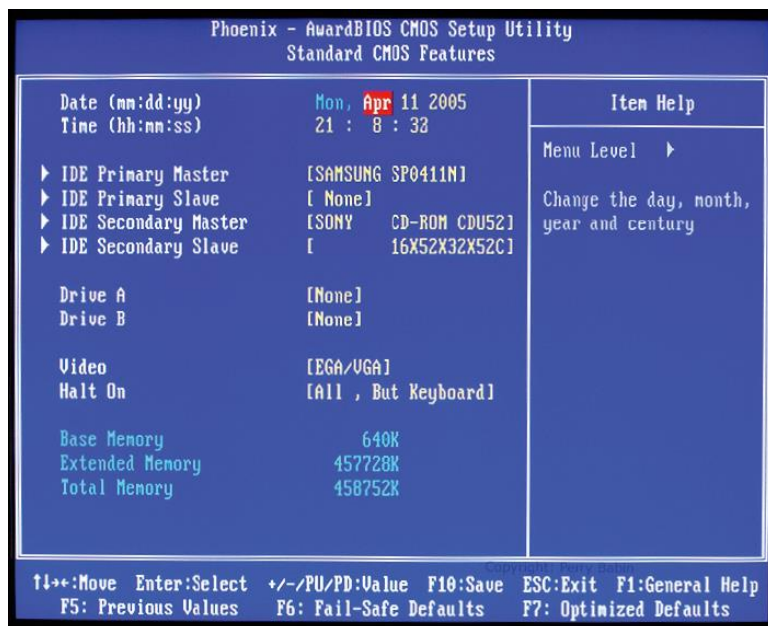 Phoenix - AwardBIOS CMOS Setup Utility
Standard CMOS Features
Date (mm:dd:yy) Mon, Apr 11 2005
Time (hh:mm:ss) 21 : 8 : 33
Item Help
IDE Primary Master [SAMSUNG SP0411N]
IDE Primary Slave [ None]
IDE Secondary Master [SONY CD-ROM CDU52]
IDE Secondary Slave [ 16X52X32X52C]
Menu Level
Change the day, month,
year and century
Drive A [None]
Drive B [None]
Video [EGA/VGA]
Halt On [All , But Keyboard]
Base Memory 640K
Extended Memory 457728K
Total Memory 458752K
Copyright: Perry Babin
↑↓→←:Move Enter:Select +/-/PU/PD:Value F10:Save ESC:Exit F1:General Help
F5: Previous Values F6: Fail-Safe Defaults F7: Optimized Defaults